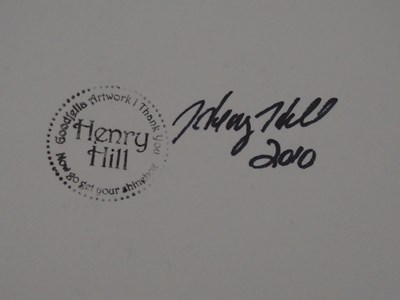 Goodfella Artwork I Thank You
Henry
Hill
Now go get your shinebox
Henry Hill
2010